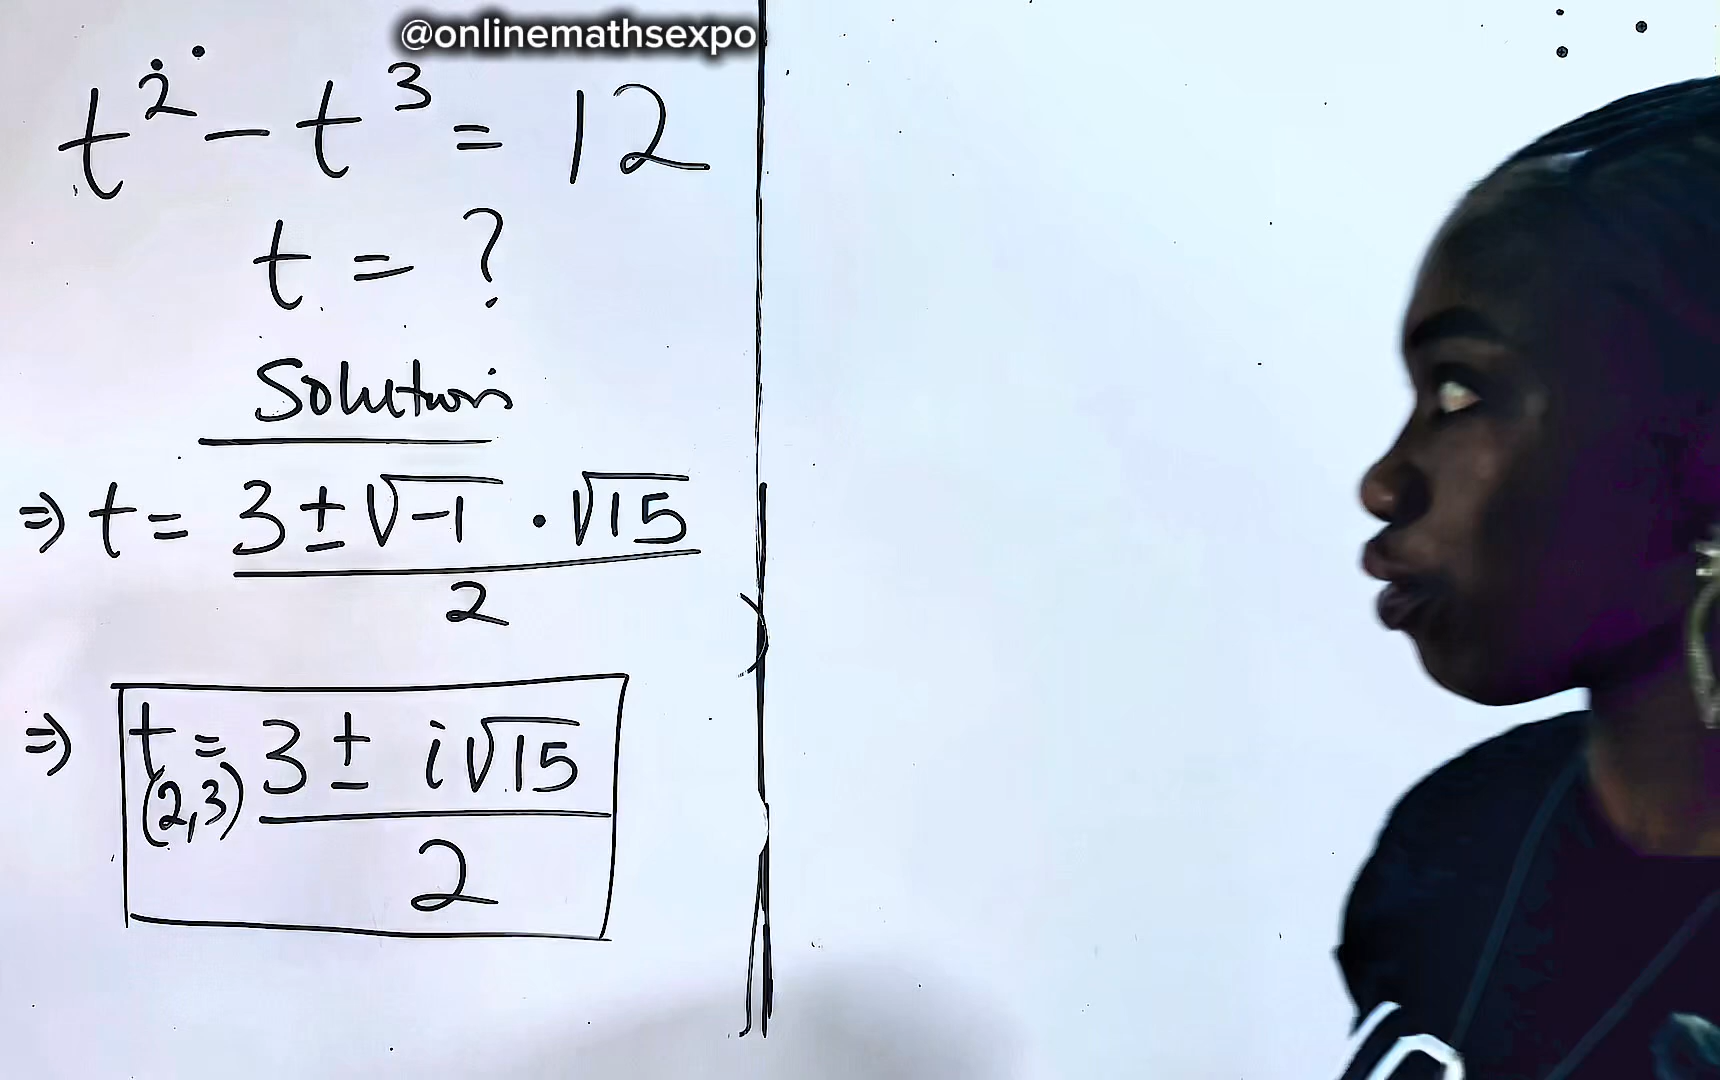 @onlinemathsexpo
t² - t³ = 12
t = ?
Solution
⇒ t = (3 ± √-1 · √15) / 2
⇒ t(2,3) = (3 ± i√15) / 2